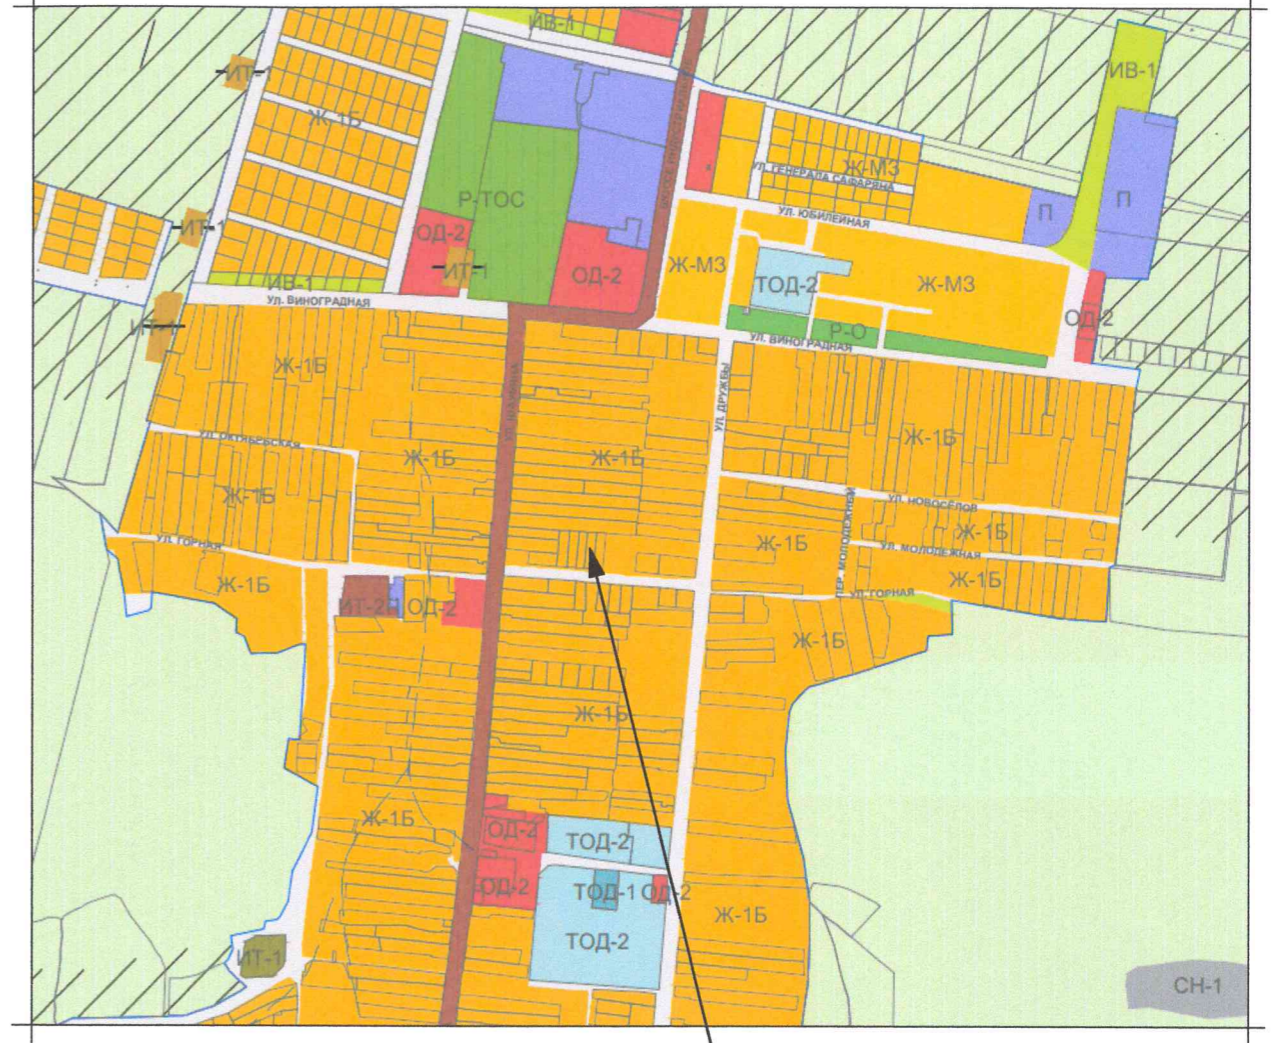 ИВ-1
ИТ-1
ИВ-1
Ж-1Б
Ж-МЗ
УЛ. ГЕНЕРАЛА САФАРЯНА
Р-ТОС
П
П
УЛ. ЮБИЛЕЙНАЯ
ИТ-1
ОД-2
ИТ-1
ОД-2
Ж-МЗ
ТОД-2
Ж-МЗ
ИВ-1
УЛ. ВИНОГРАДНАЯ
ИТ-1
ОД-2
Р-О
УЛ. ВИНОГРАДНАЯ
Ж-1Б
УЛ. ДРУЖБЫ
УЛ. ОКТЯБРЬСКАЯ
Ж-1Б
Ж-1Б
Ж-1Б
Ж-1Б
УЛ. НОВОСЁЛОВ
УЛ. ГОРНАЯ
Ж-1Б
ПЕР. МОЛОДЕЖНЫЙ
Ж-1Б
УЛ. МОЛОДЕЖНАЯ
Ж-1Б
Ж-1Б
УЛ. ГОРНАЯ
ИТ-2
П
ОД-2
Ж-1Б
Ж-1Б
Ж-1Б
ОД-2
ТОД-2
ОД-2
ТОД-1
ОД-2
Ж-1Б
ТОД-2
ИТ-1
СН-1